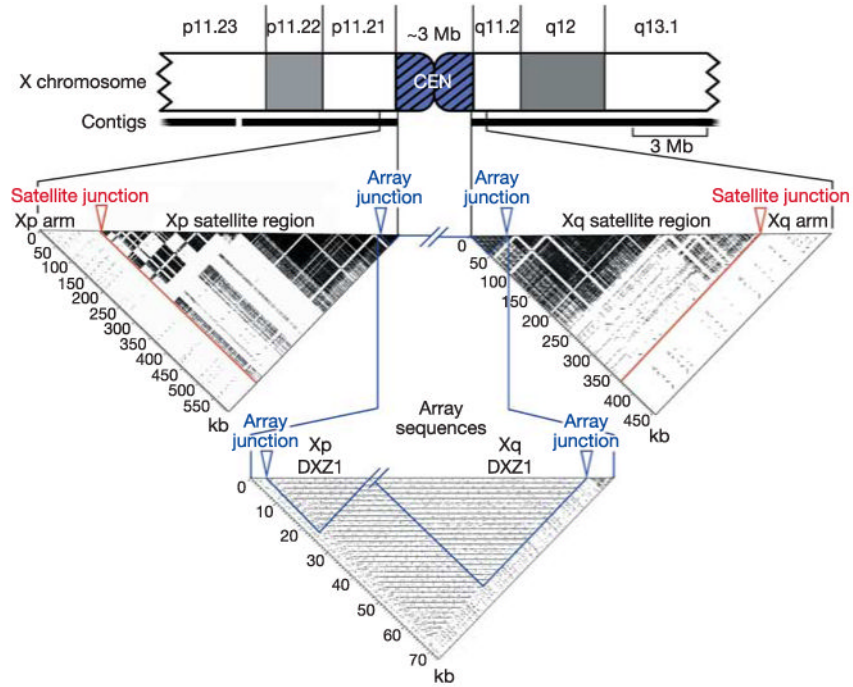 p11.23 p11.22 p11.21 ~3 Mb q11.2 q12 q13.1
X chromosome
CEN
Contigs
3 Mb
Satellite junction
Array
junction
Array
junction
Satellite junction
Xp arm
Xp satellite region
Xq satellite region
Xq arm
0
50
100
150
200
250
300
350
400
450
500
550
kb
0
50
100
150
200
250
300
350
400
450
kb
Array
junction
Array
sequences
Array
junction
Xp
DXZ1
Xq
DXZ1
0
10
20
30
40
50
60
70
kb